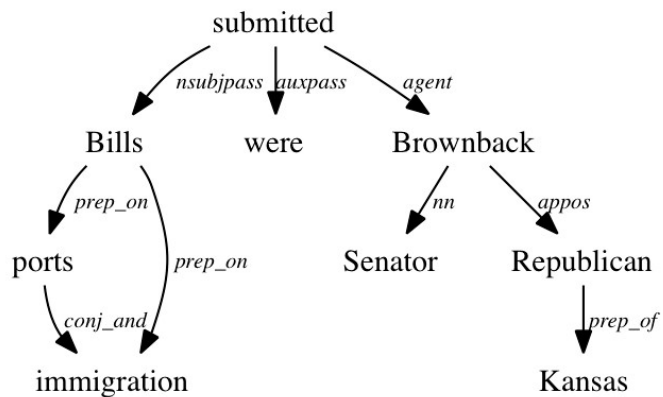 submitted
nsubjpass auxpass agent
Bills were Brownback
prep_on nn appos
ports prep_on Senator Republican
conj_and prep_of
immigration Kansas